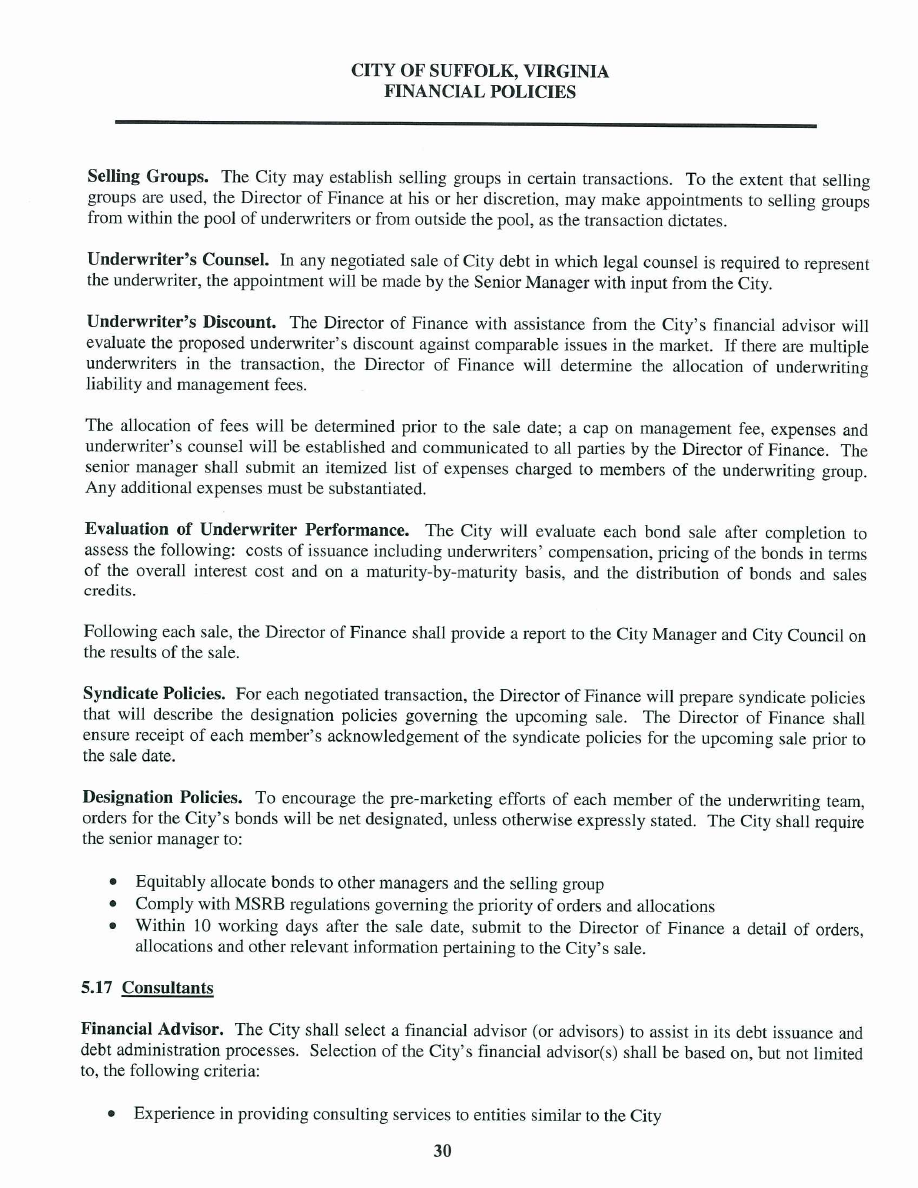 CITY OF SUFFOLK, VIRGINIA
FINANCIAL POLICIES
Selling Groups. The City may establish selling groups in certain transactions. To the extent that selling
groups are used, the Director of Finance at his or her discretion, may make appointments to selling groups
from within the pool of underwriters or from outside the pool, as the transaction dictates.
Underwriter's Counsel. In any negotiated sale of City debt in which legal counsel is required to represent
the underwriter, the appointment will be made by the Senior Manager with input from the City.
Underwriter's Discount. The Director of Finance with assistance from the City's financial advisor will
evaluate the proposed underwriter's discount against comparable issues in the market. If there are multiple
underwriters in the transaction, the Director of Finance will determine the allocation of underwriting
liability and management fees.
The allocation of fees will be determined prior to the sale date; a cap on management fee, expenses and
underwriter's counsel will be established and communicated to all parties by the Director of Finance. The
senior manager shall submit an itemized list of expenses charged to members of the underwriting group.
Any additional expenses must be substantiated.
Evaluation of Underwriter Performance. The City will evaluate each bond sale after completion to
assess the following: costs of issuance including underwriters' compensation, pricing of the bonds in terms
of the overall interest cost and on a maturity-by-maturity basis, and the distribution of bonds and sales
credits.
Following each sale, the Director of Finance shall provide a report to the City Manager and City Council on
the results of the sale.
Syndicate Policies. For each negotiated transaction, the Director of Finance will prepare syndicate policies
that will describe the designation policies governing the upcoming sale. The Director of Finance shall
ensure receipt of each member's acknowledgement of the syndicate policies for the upcoming sale prior to
the sale date.
Designation Policies. To encourage the pre-marketing efforts of each member of the underwriting team,
orders for the City's bonds will be net designated, unless otherwise expressly stated. The City shall require
the senior manager to:
• Equitably allocate bonds to other managers and the selling group
• Comply with MSRB regulations governing the priority of orders and allocations
• Within 10 working days after the sale date, submit to the Director of Finance a detail of orders,
allocations and other relevant information pertaining to the City's sale.
5.17 Consultants
Financial Advisor. The City shall select a financial advisor (or advisors) to assist in its debt issuance and
debt administration processes. Selection of the City's financial advisor(s) shall be based on, but not limited
to, the following criteria:
• Experience in providing consulting services to entities similar to the City
30